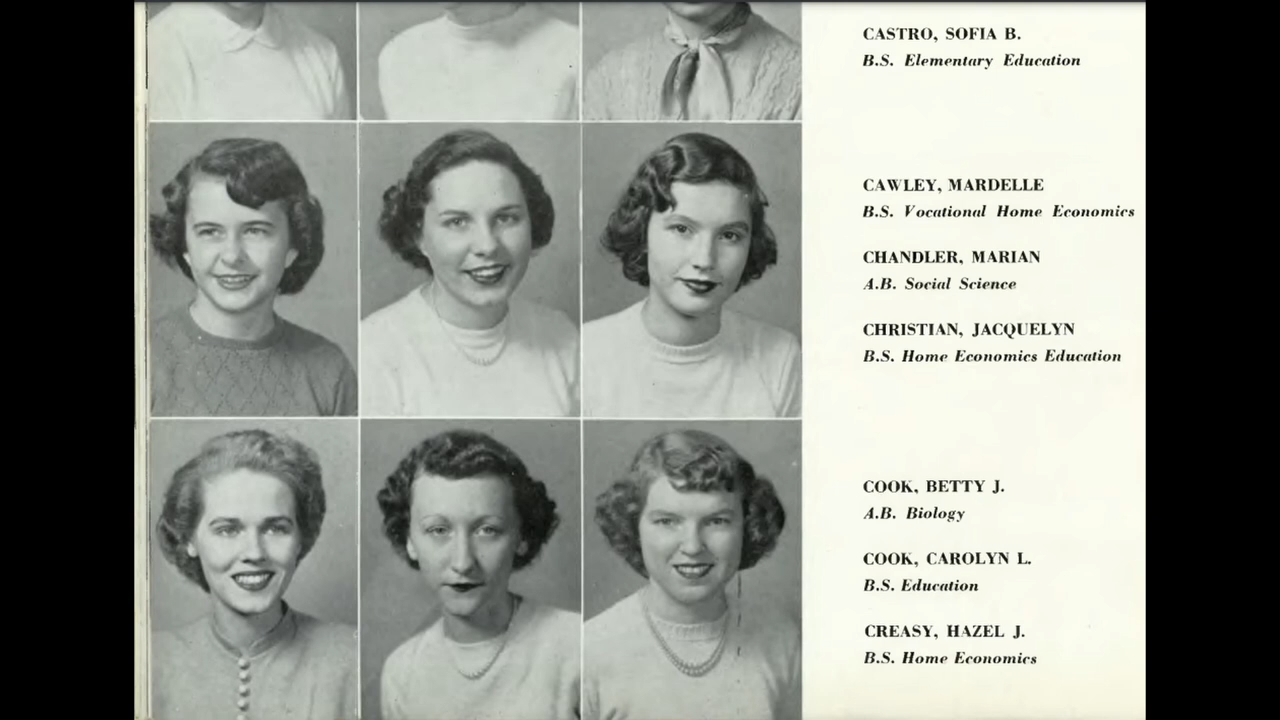 CASTRO, SOFIA B.
B.S. Elementary Education
CAWLEY, MARDELLE
B.S. Vocational Home Economics
CHANDLER, MARIAN
A.B. Social Science
CHRISTIAN, JACQUELYN
B.S. Home Economics Education
COOK, BETTY J.
A.B. Biology
COOK, CAROLYN L.
B.S. Education
CREASY, HAZEL J.
B.S. Home Economics